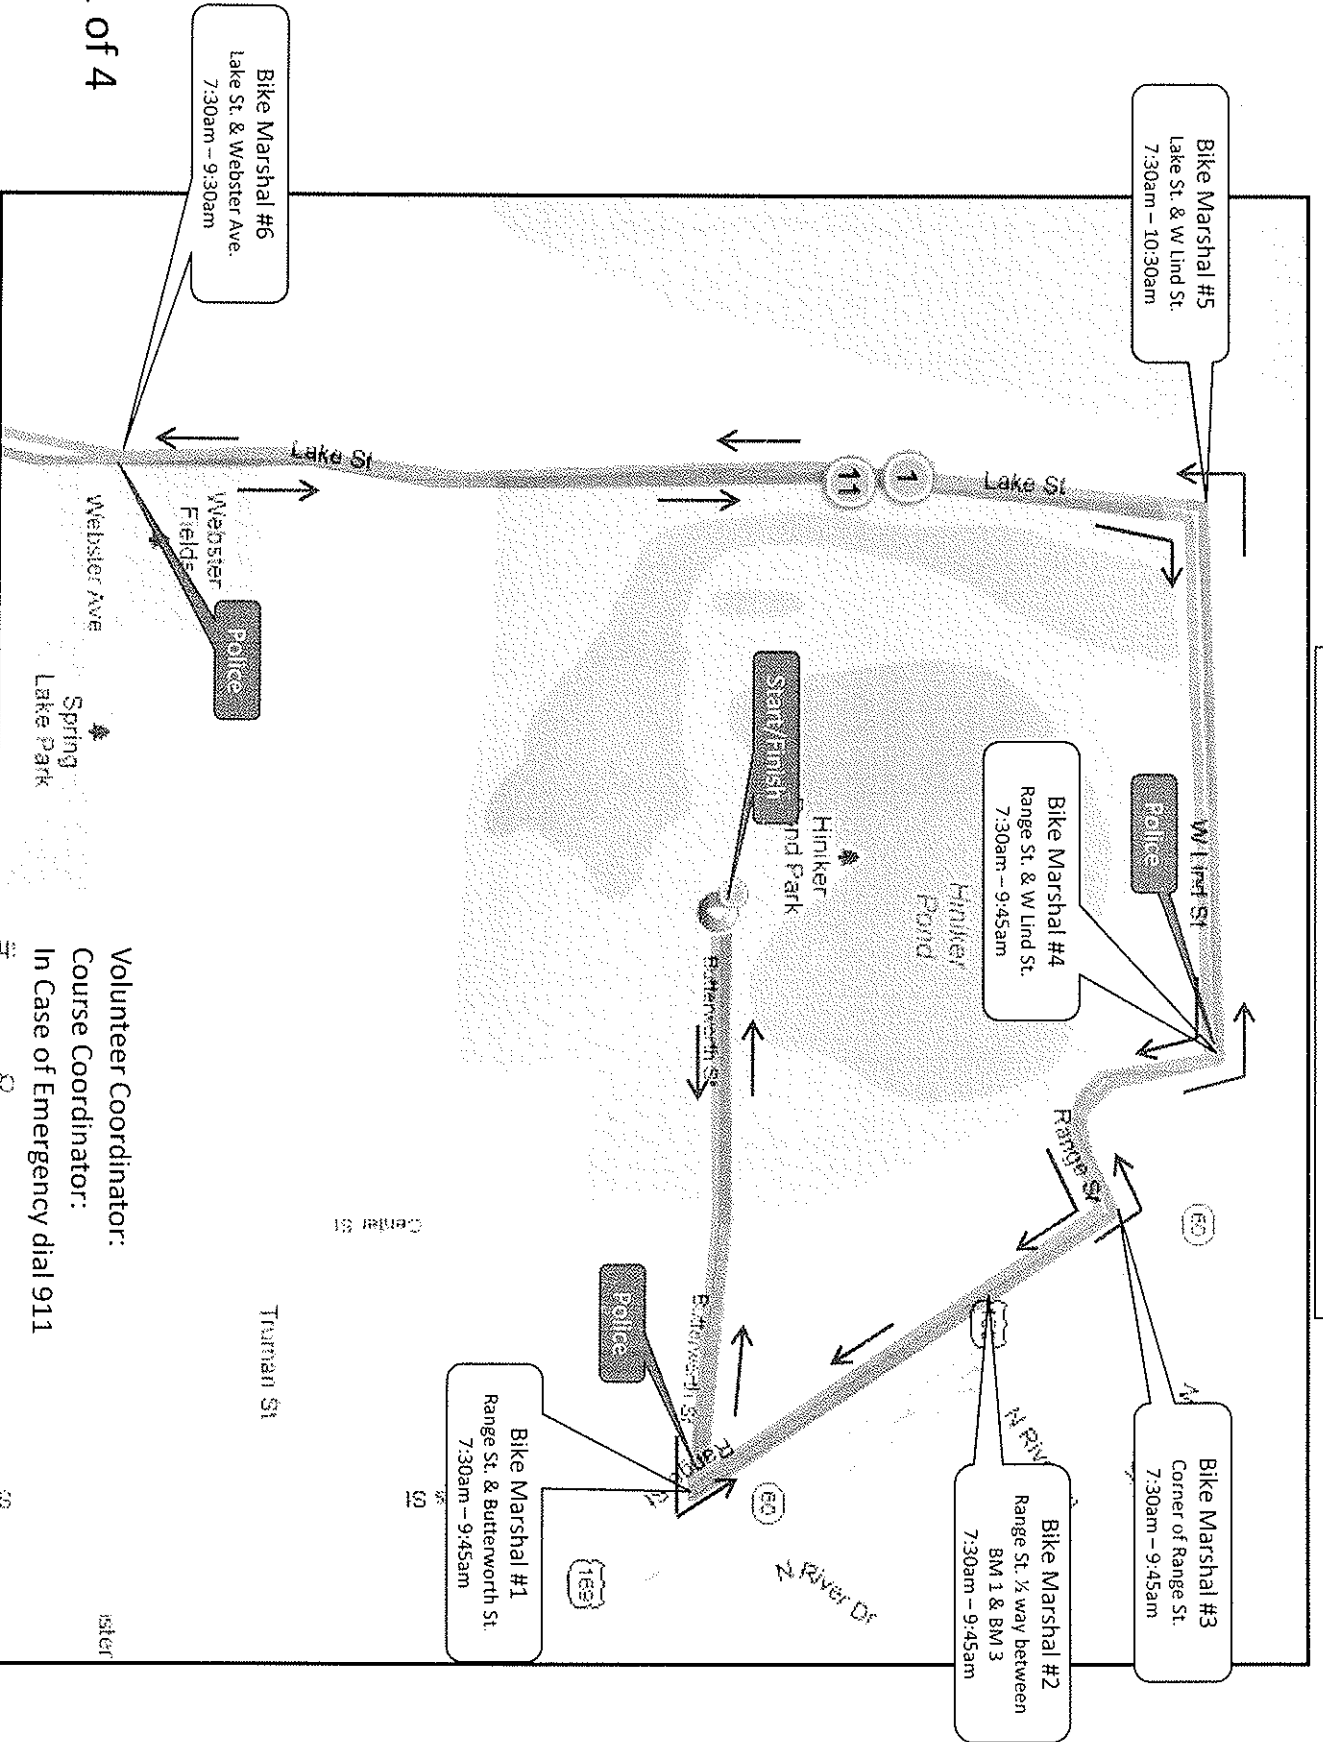 Bike Marshal #5
Lake St. & W Lind St.
7:30am – 10:30am
Bike Marshal #3
Corner of Range St.
7:30am – 9:45am
Bike Marshal #2
Range St. ½ way between
BM 1 & BM 3
7:30am – 9:45am
Bike Marshal #4
Range St. & W Lind St.
7:30am – 9:45am
Police
W Lind St
Lake St
1
11
Range St
60
Hiniker
Pond
Hiniker
Park
Start/Finish
Butterworth St
Butterworth St
60
N River Dr
169
Police
Bike Marshal #1
Range St. & Butterworth St.
7:30am – 9:45am
Center St
Truman St
Lake St
Bike Marshal #6
Lake St. & Webster Ave.
7:30am – 9:30am
Police
Webster
Fields
Webster Ave
Spring
Lake Park
of 4
Volunteer Coordinator:
Course Coordinator:
In Case of Emergency dial 911